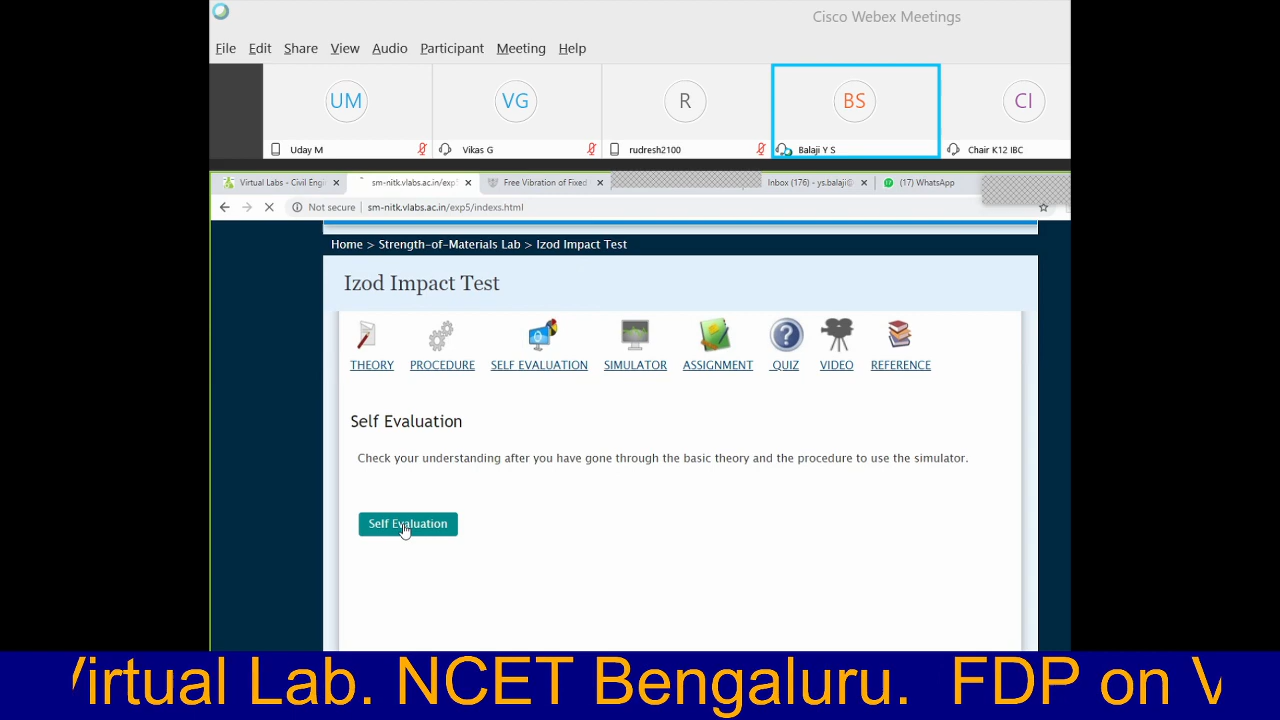 Cisco Webex Meetings
File Edit Share View Audio Participant Meeting Help
UM VG R BS CI
Uday M Vikas G rudresh2100 Balaji Y S Chair K12 IBC
Virtual Labs - Civil Engi sm-nitk.vlabs.ac.in/exp5 Free Vibration of Fixed Inbox (176) - ys.balaji@ (17) WhatsApp
Not secure sm-nitk.vlabs.ac.in/exp5/indexs.html
Home > Strength-of-Materials Lab > Izod Impact Test
Izod Impact Test
THEORY PROCEDURE SELF EVALUATION SIMULATOR ASSIGNMENT QUIZ VIDEO REFERENCE
Self Evaluation
Check your understanding after you have gone through the basic theory and the procedure to use the simulator.
Self Evaluation
Virtual Lab. NCET Bengaluru. FDP on V